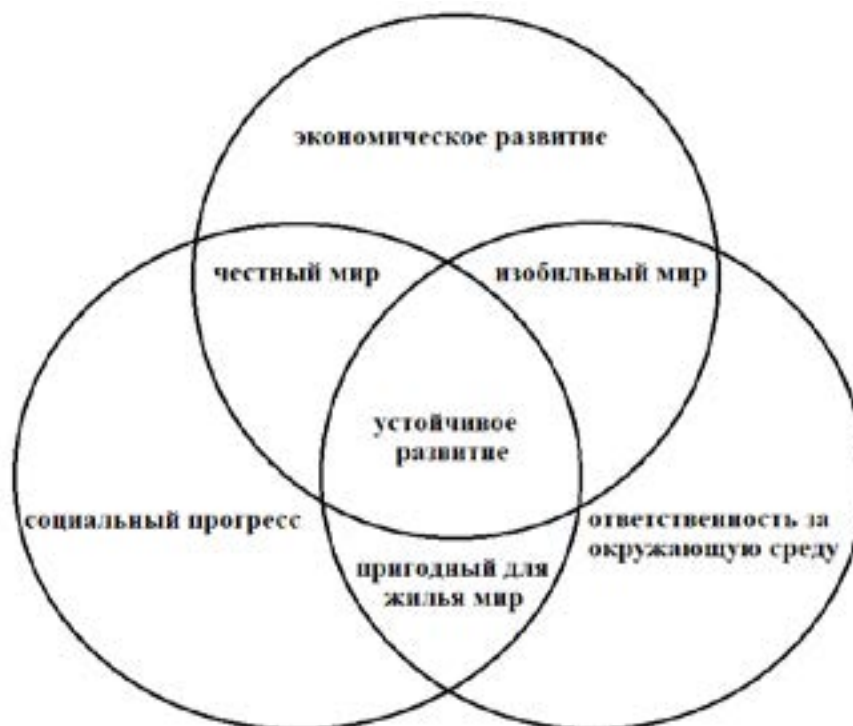 экономическое развитие
честный мир
изобильный мир
устойчивое
развитие
социальный прогресс
ответственность за
окружающую среду
пригодный для
жилья мир